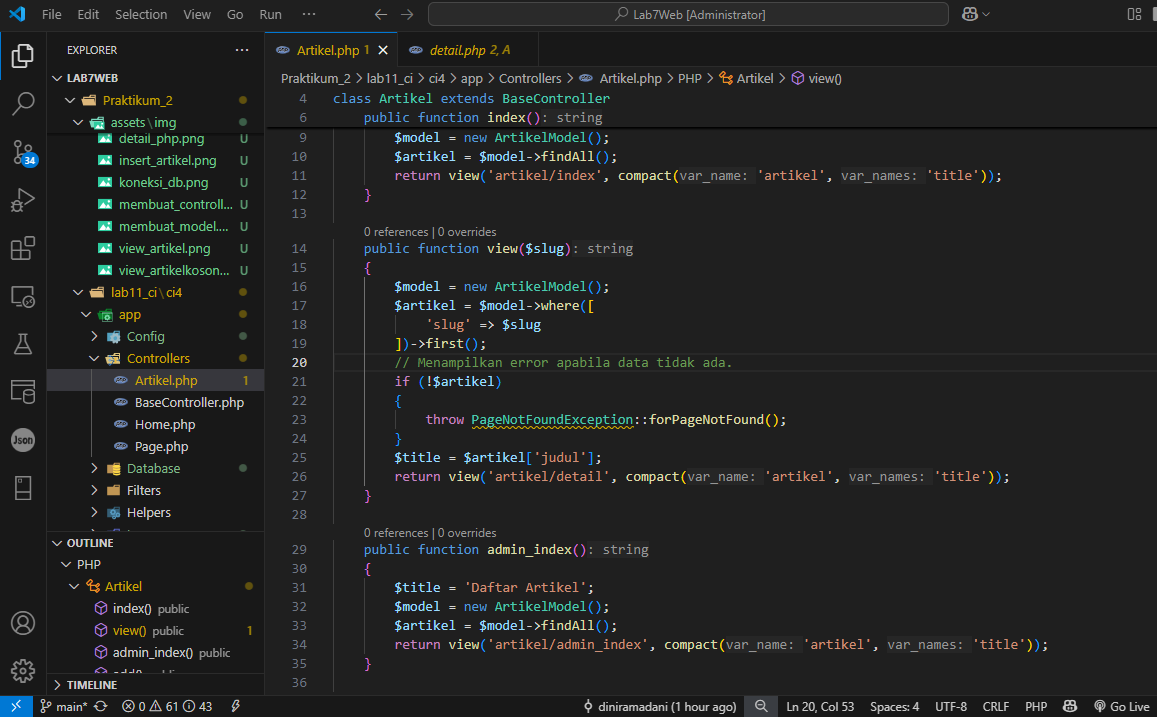 File Edit Selection View Go Run ··· Lab7Web [Administrator]
EXPLORER ···
LAB7WEB
Praktikum_2
assets\img
detail_php.png U
insert_artikel.png U
koneksi_db.png U
membuat_controll... U
membuat_model.... U
view_artikel.png U
view_artikelkoson... U
lab11_ci\ci4
app
Config
Controllers
Artikel.php 1
BaseController.php
Home.php
Page.php
Database
Filters
Helpers
OUTLINE
PHP
Artikel
index() public
view() public 1
admin_index() public
TIMELINE
34
Json
Artikel.php 1 detail.php 2, A
Praktikum_2 > lab11_ci > ci4 > app > Controllers > Artikel.php > PHP > Artikel > view()
4 class Artikel extends BaseController
6 public function index(): string
9 $model = new ArtikelModel();
10 $artikel = $model->findAll();
11 return view('artikel/index', compact(var_name: 'artikel', var_names: 'title'));
12 }
13
0 references | 0 overrides
14 public function view($slug): string
15 {
16 $model = new ArtikelModel();
17 $artikel = $model->where([
18 'slug' => $slug
19 ])->first();
20 // Menampilkan error apabila data tidak ada.
21 if (!$artikel)
22 {
23 throw PageNotFoundException::forPageNotFound();
24 }
25 $title = $artikel['judul'];
26 return view('artikel/detail', compact(var_name: 'artikel', var_names: 'title'));
27 }
28
0 references | 0 overrides
29 public function admin_index(): string
30 {
31 $title = 'Daftar Artikel';
32 $model = new ArtikelModel();
33 $artikel = $model->findAll();
34 return view('artikel/admin_index', compact(var_name: 'artikel', var_names: 'title'));
35 }
36
main* 0 61 43 diniramadani (1 hour ago) Ln 20, Col 53 Spaces: 4 UTF-8 CRLF PHP Go Live